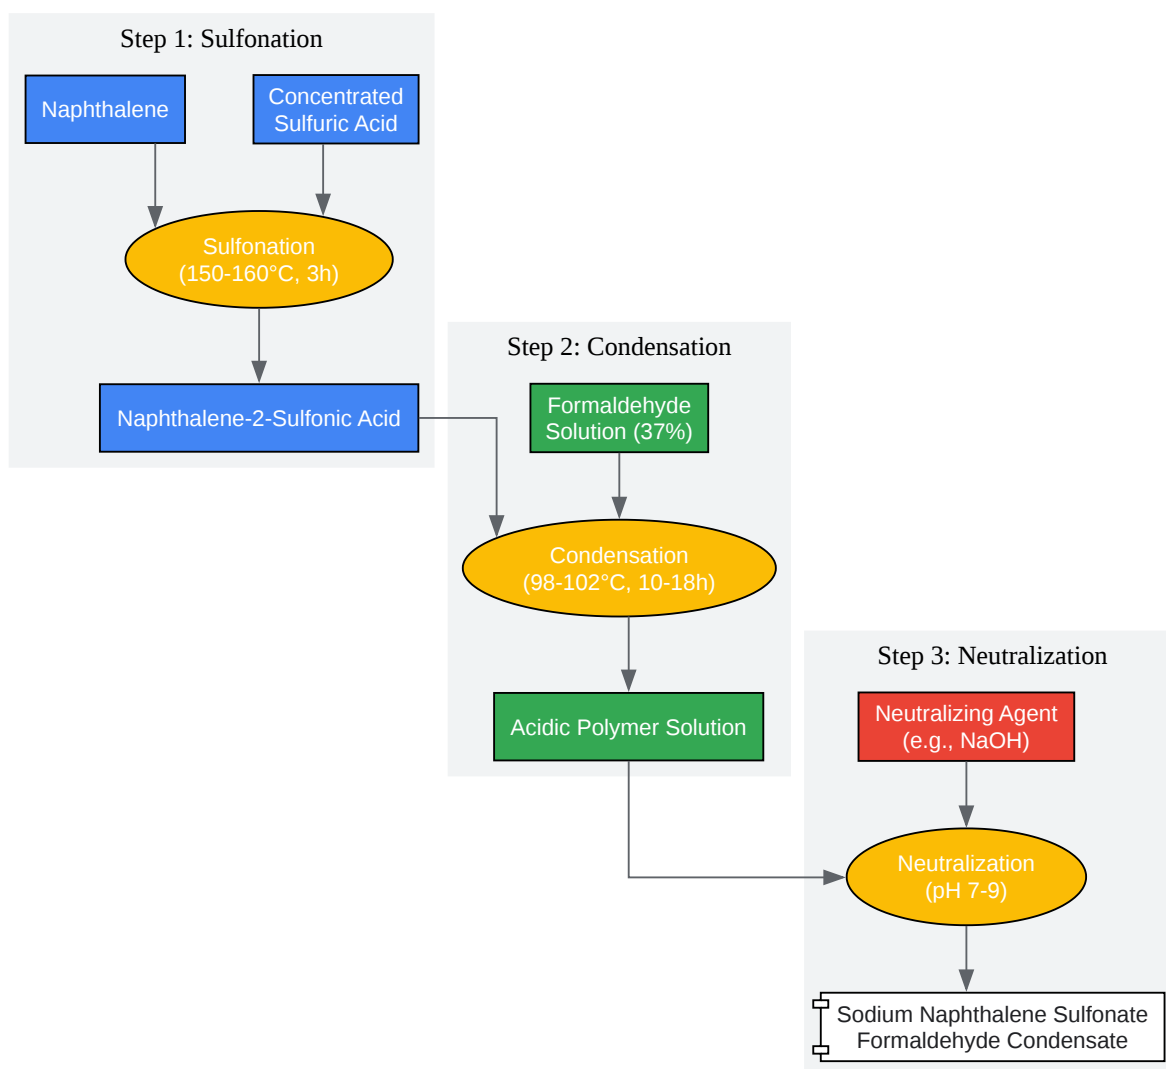 Step 1: Sulfonation
Naphthalene
Concentrated
Sulfuric Acid
Sulfonation
(150-160°C, 3h)
Naphthalene-2-Sulfonic Acid
Step 2: Condensation
Formaldehyde
Solution (37%)
Condensation
(98-102°C, 10-18h)
Acidic Polymer Solution
Step 3: Neutralization
Neutralizing Agent
(e.g., NaOH)
Neutralization
(pH 7-9)
Sodium Naphthalene Sulfonate
Formaldehyde Condensate